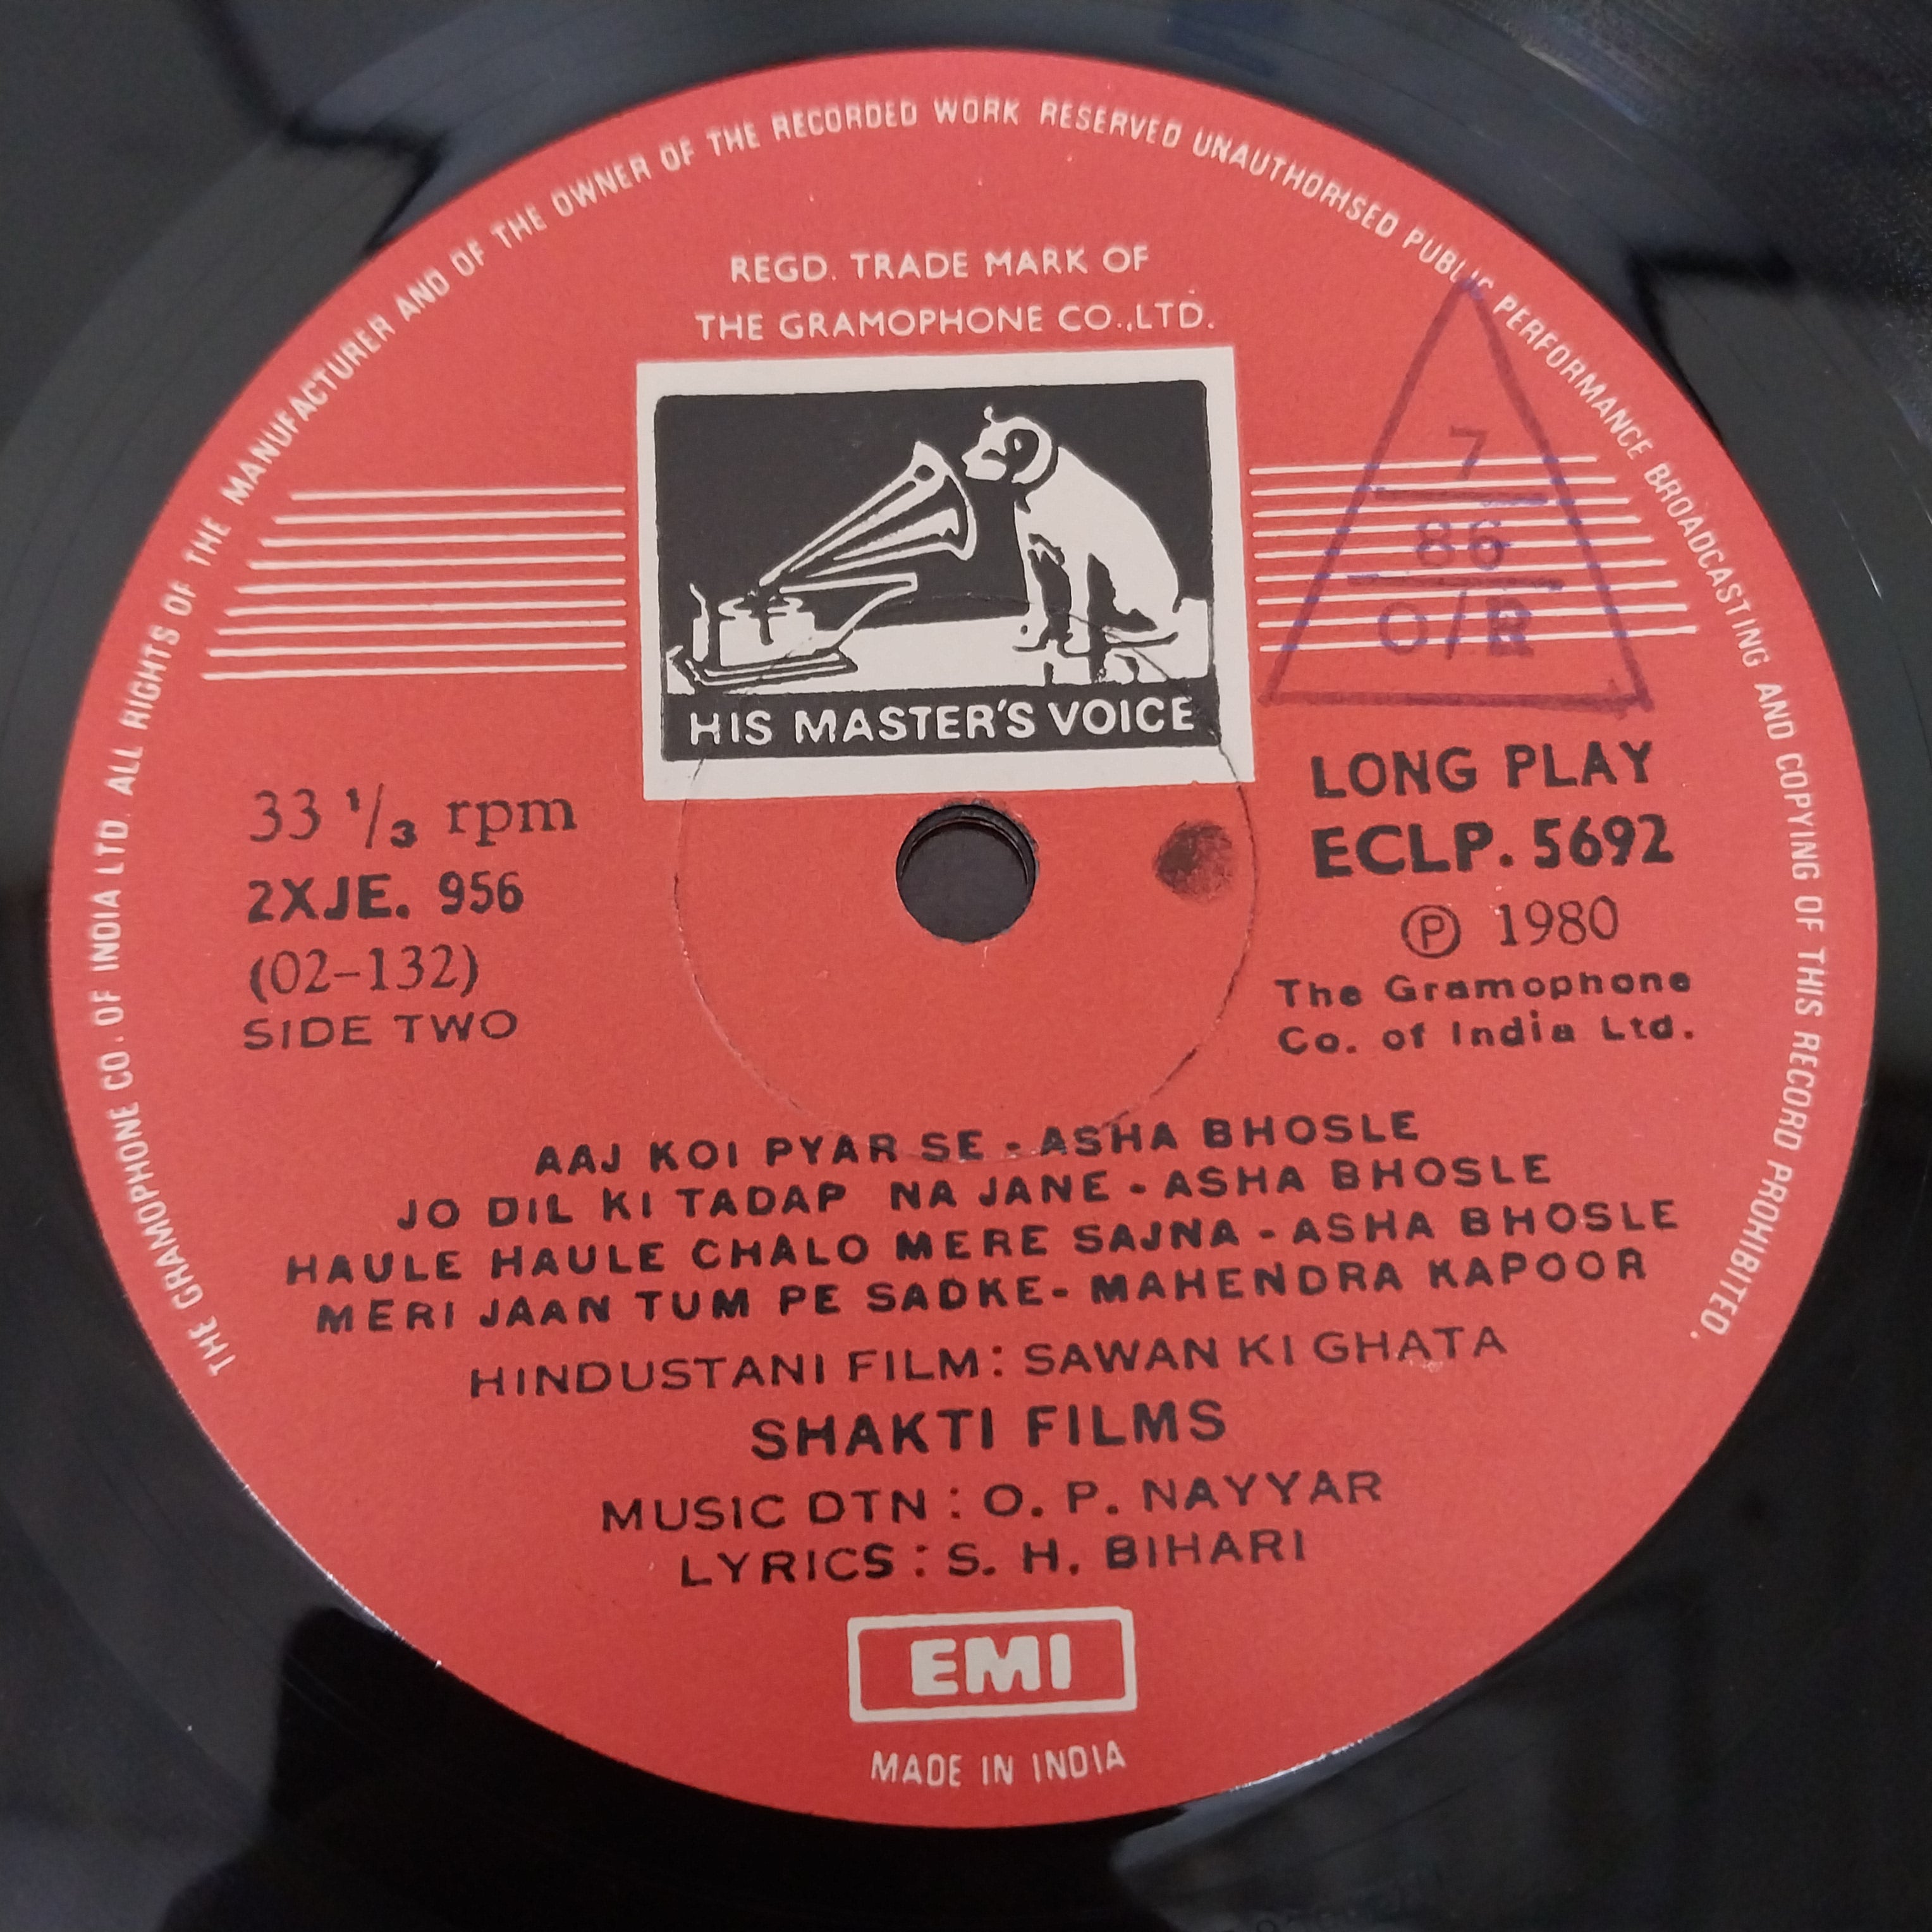 THE GRAMOPHONE CO. OF INDIA LTD. ALL RIGHTS OF THE MANUFACTURER AND OF THE OWNER OF THE RECORDED WORK RESERVED UNAUTHORISED PUBLIC PERFORMANCE BROADCASTING AND COPYING OF THIS RECORD PROHIBITED.
REGD. TRADE MARK OF
THE GRAMOPHONE CO., LTD.
HIS MASTER'S VOICE
7
86
O/R
33 1/3 rpm
2XJE. 956
(02-132)
SIDE TWO
LONG PLAY
ECLP. 5692
Ⓟ 1980
The Gramophone
Co. of India Ltd.
AAJ KOI PYAR SE - ASHA BHOSLE
JO DIL KI TADAP NA JANE - ASHA BHOSLE
HAULE HAULE CHALO MERE SAJNA - ASHA BHOSLE
MERI JAAN TUM PE SADKE - MAHENDRA KAPOOR
HINDUSTANI FILM: SAWAN KI GHATA
SHAKTI FILMS
MUSIC DTN : O. P. NAYYAR
LYRICS : S. H. BIHARI
EMI
MADE IN INDIA